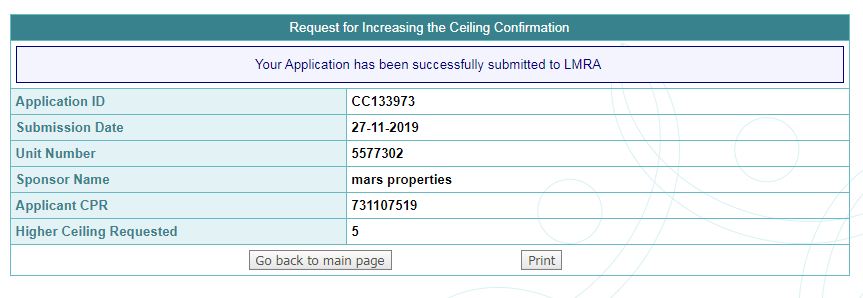 Request for Increasing the Ceiling Confirmation
Your Application has been successfully submitted to LMRA
Application ID CC133973
Submission Date 27-11-2019
Unit Number 5577302
Sponsor Name mars properties
Applicant CPR 731107519
Higher Ceiling Requested 5
Go back to main page Print